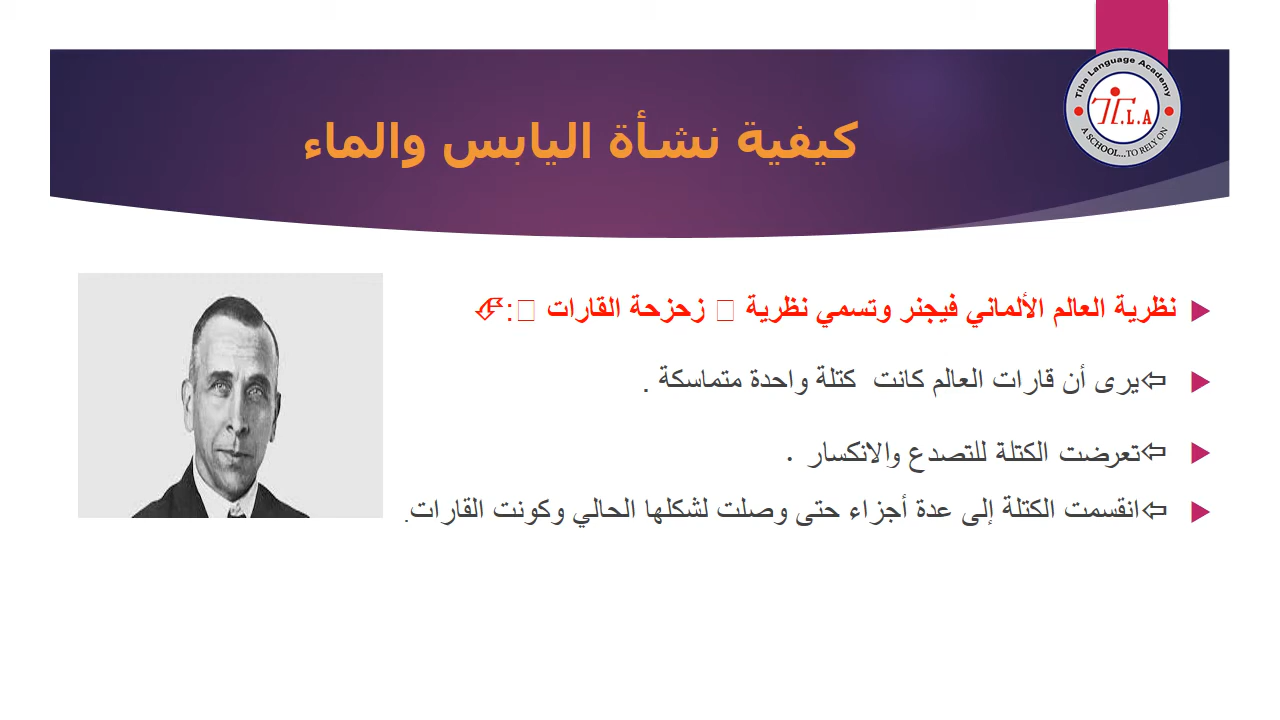 Tiba Language Academy
T.L.A
A SCHOOL...TO RELY ON
كيفية نشأة اليابس والماء
نظرية العالم الألماني فيجنر وتسمي نظرية زحزحة القارات :
⇦يرى أن قارات العالم كانت كتلة واحدة متماسكة .
⇦تعرضت الكتلة للتصدع والانكسار .
⇦انقسمت الكتلة إلى عدة أجزاء حتى وصلت لشكلها الحالي وكونت القارات.